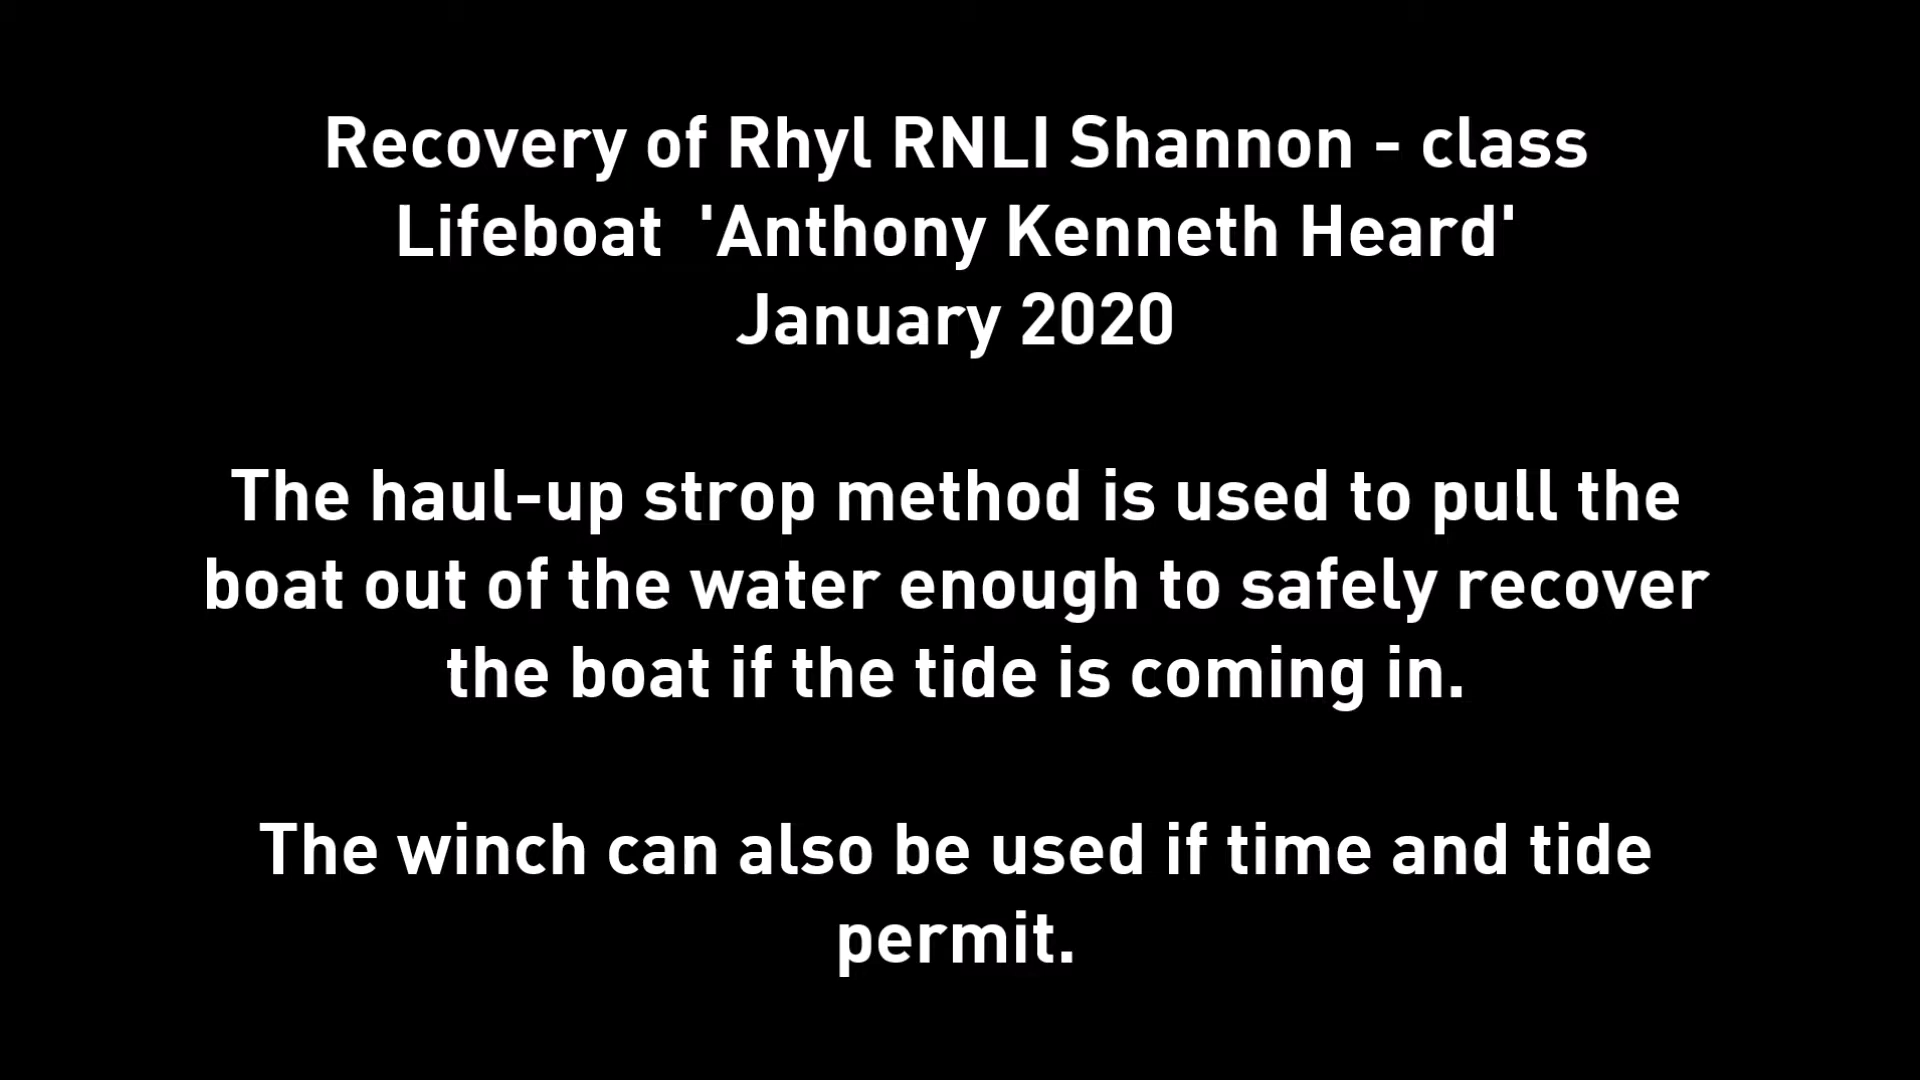 Recovery of Rhyl RNLI Shannon - class
Lifeboat  'Anthony Kenneth Heard'
January 2020
The haul-up strop method is used to pull the
boat out of the water enough to safely recover
the boat if the tide is coming in.
The winch can also be used if time and tide
permit.